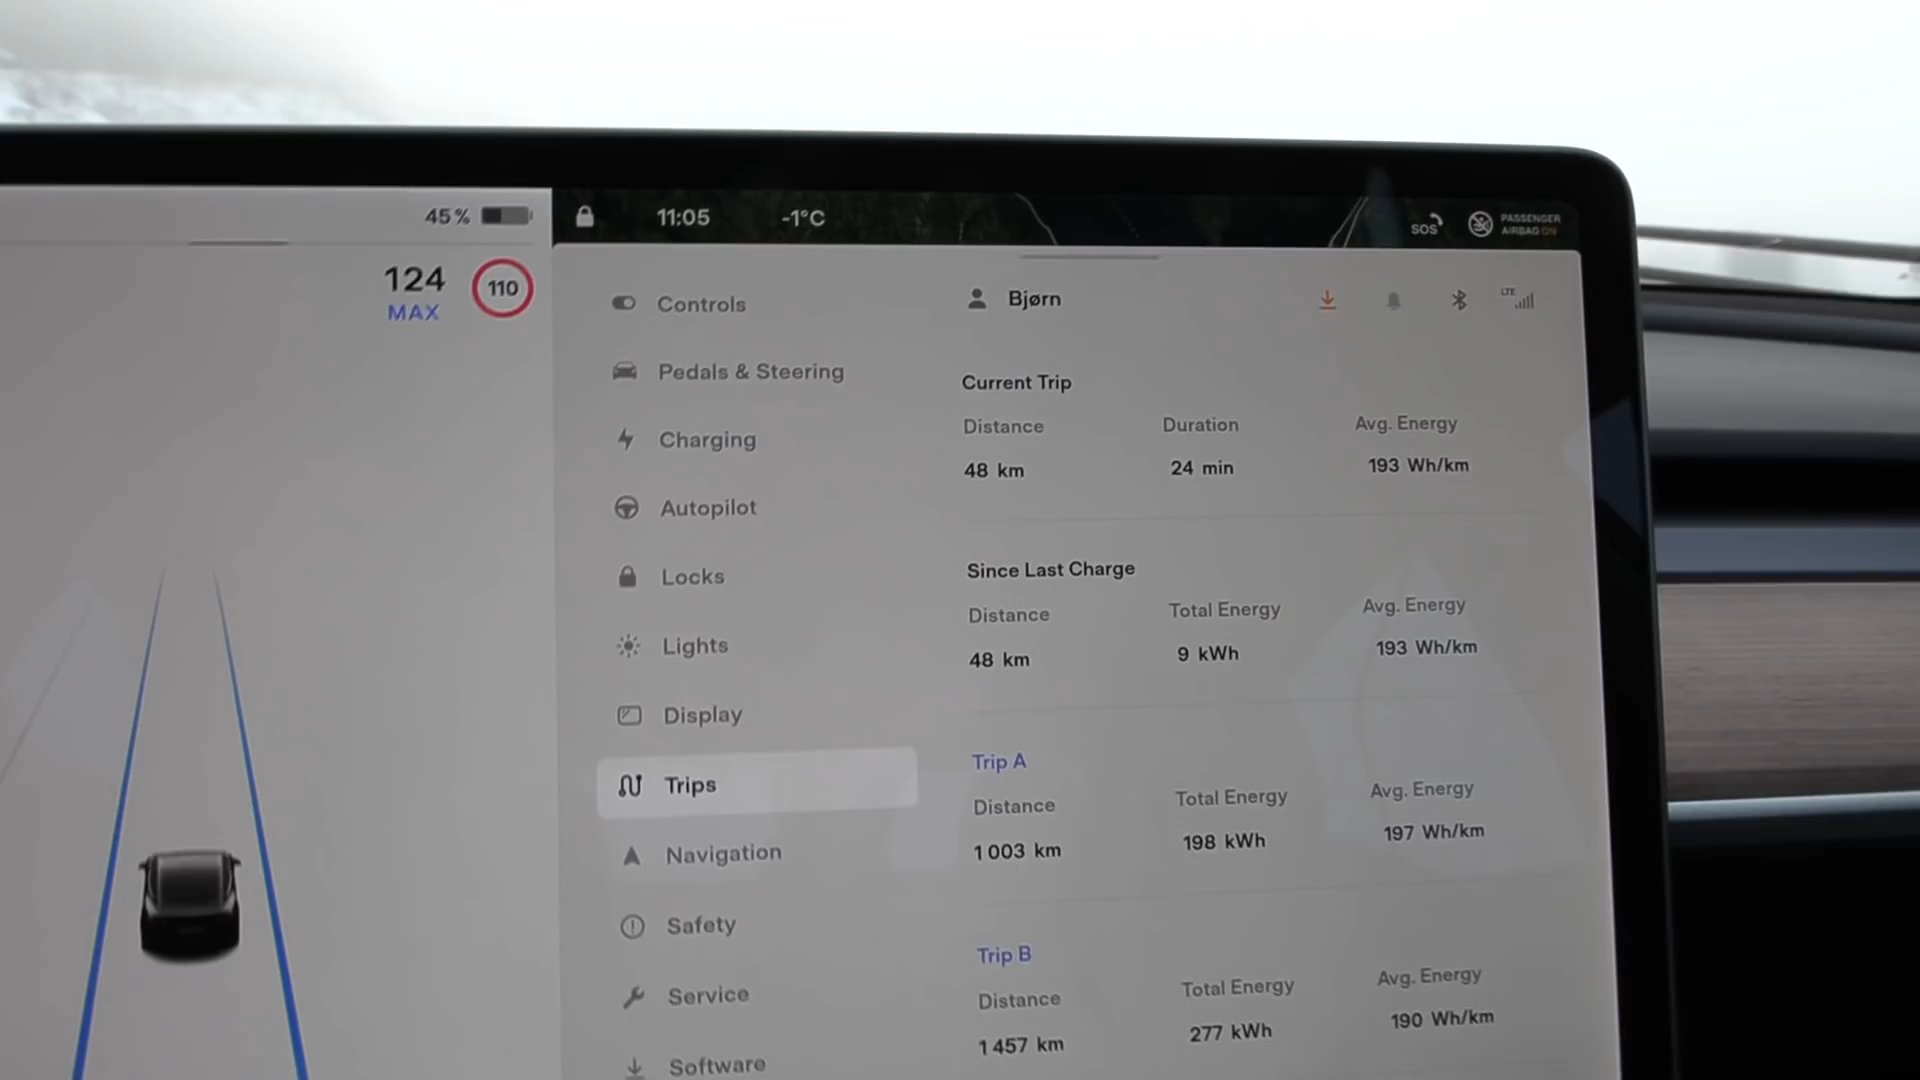 45 %
11:05
-1°C
SOS
PASSENGER
AIRBAG ON
124
MAX
110
Controls
Pedals & Steering
Charging
Autopilot
Locks
Lights
Display
Trips
Navigation
Safety
Service
Software
Bjørn
LTE
Current Trip
Distance Duration Avg. Energy
48 km 24 min 193 Wh/km
Since Last Charge
Distance Total Energy Avg. Energy
48 km 9 kWh 193 Wh/km
Trip A
Distance Total Energy Avg. Energy
1 003 km 198 kWh 197 Wh/km
Trip B
Distance Total Energy Avg. Energy
1 457 km 277 kWh 190 Wh/km